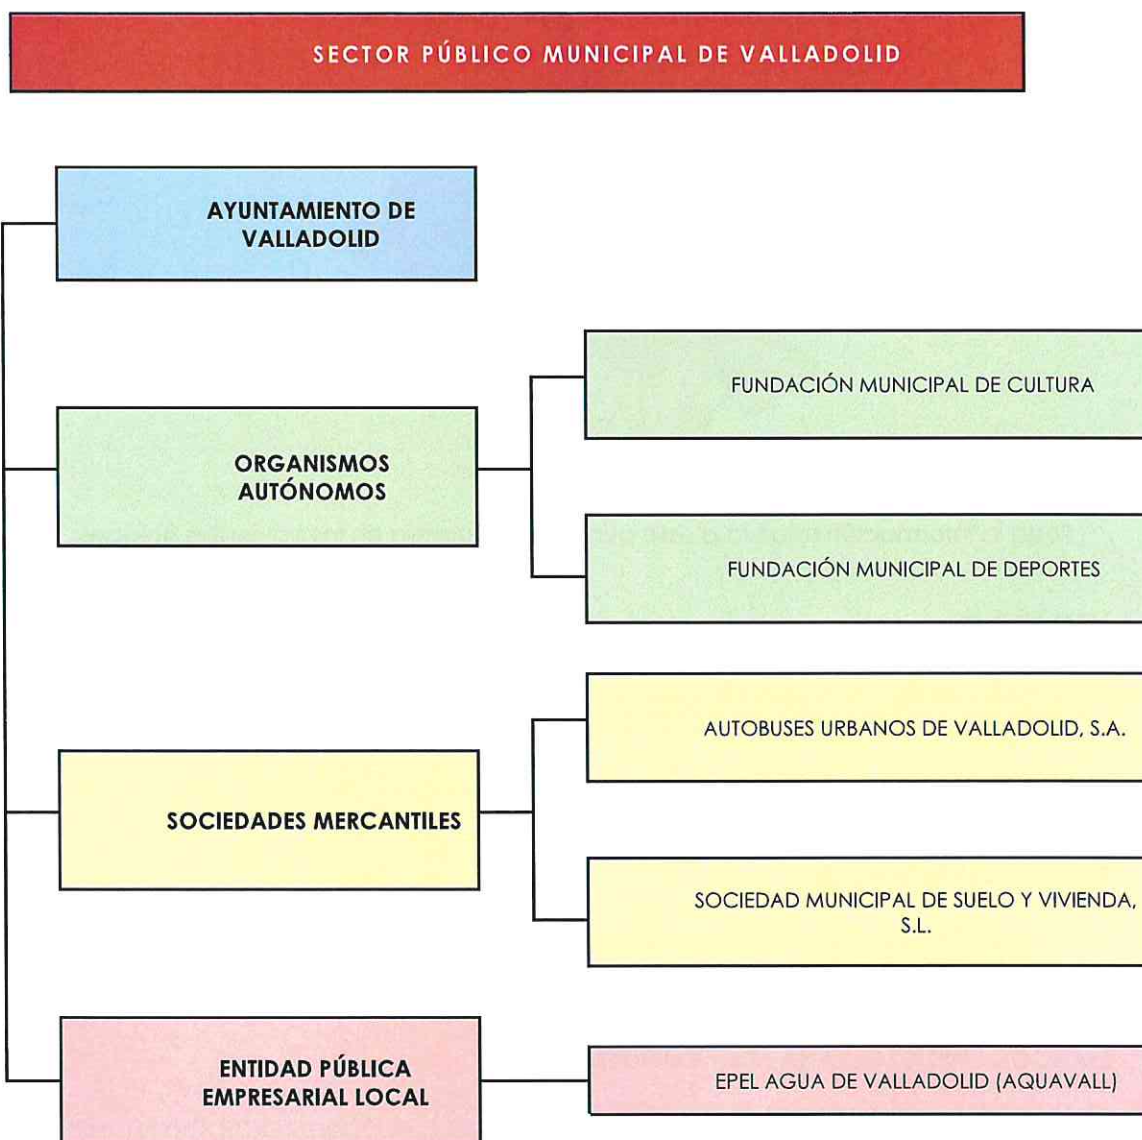 SECTOR PÚBLICO MUNICIPAL DE VALLADOLID
AYUNTAMIENTO DE
VALLADOLID
FUNDACIÓN MUNICIPAL DE CULTURA
ORGANISMOS
AUTÓNOMOS
FUNDACIÓN MUNICIPAL DE DEPORTES
AUTOBUSES URBANOS DE VALLADOLID, S.A.
SOCIEDADES MERCANTILES
SOCIEDAD MUNICIPAL DE SUELO Y VIVIENDA,
S.L.
ENTIDAD PÚBLICA
EMPRESARIAL LOCAL
EPEL AGUA DE VALLADOLID (AQUAVALL)